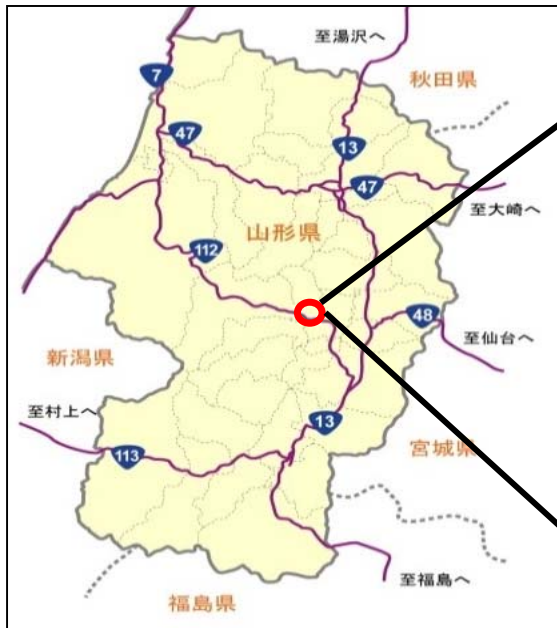 至湯沢へ
秋田県
7
47
13
47
至大崎へ
山形県
112
48
至仙台へ
新潟県
至村上へ
13
宮城県
113
至福島へ
福島県